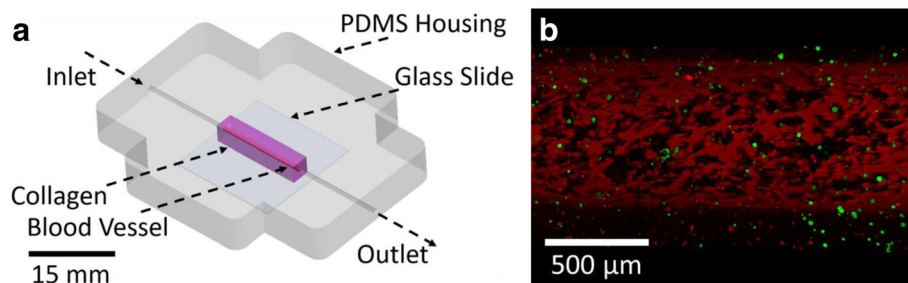 a
PDMS Housing
Inlet
Glass Slide
Collagen
Blood Vessel
Outlet
15 mm
b
500 µm